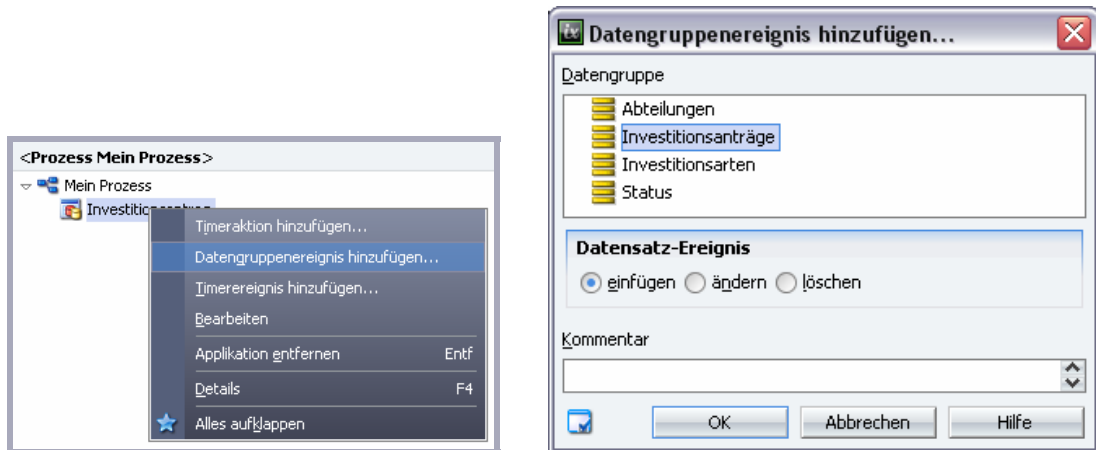 <Prozess Mein Prozess>
Mein Prozess
Timeraktion hinzufügen...
Datengruppenereignis hinzufügen...
Timerereignis hinzufügen...
Bearbeiten
Applikation entfernen Entf
Details F4
Alles aufklappen
Datengruppenereignis hinzufügen...
Datengruppe
Abteilungen
Investitionsanträge
Investitionsarten
Status
Datensatz-Ereignis
einfügen ändern löschen
Kommentar
OK Abbrechen Hilfe